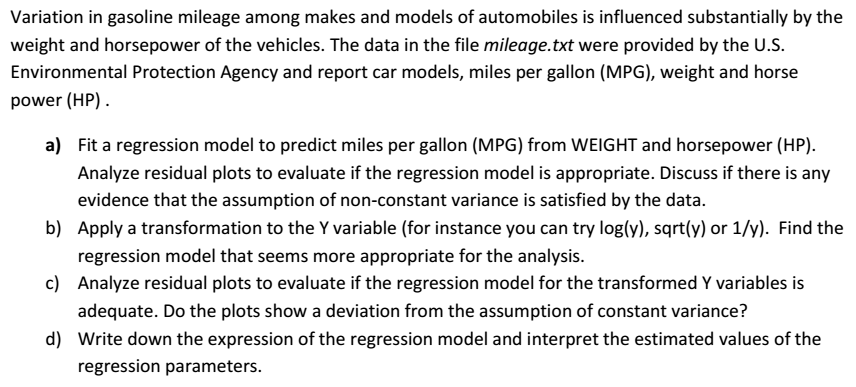 Variation in gasoline mileage among makes and models of automobiles is influenced substantially by the
weight and horsepower of the vehicles. The data in the file mileage.txt were provided by the U.S.
Environmental Protection Agency and report car models, miles per gallon (MPG), weight and horse
power (HP) .
a) Fit a regression model to predict miles per gallon (MPG) from WEIGHT and horsepower (HP).
Analyze residual plots to evaluate if the regression model is appropriate. Discuss if there is any
evidence that the assumption of non-constant variance is satisfied by the data.
b) Apply a transformation to the Y variable (for instance you can try log(y), sqrt(y) or 1/y). Find the
regression model that seems more appropriate for the analysis.
c) Analyze residual plots to evaluate if the regression model for the transformed Y variables is
adequate. Do the plots show a deviation from the assumption of constant variance?
d) Write down the expression of the regression model and interpret the estimated values of the
regression parameters.